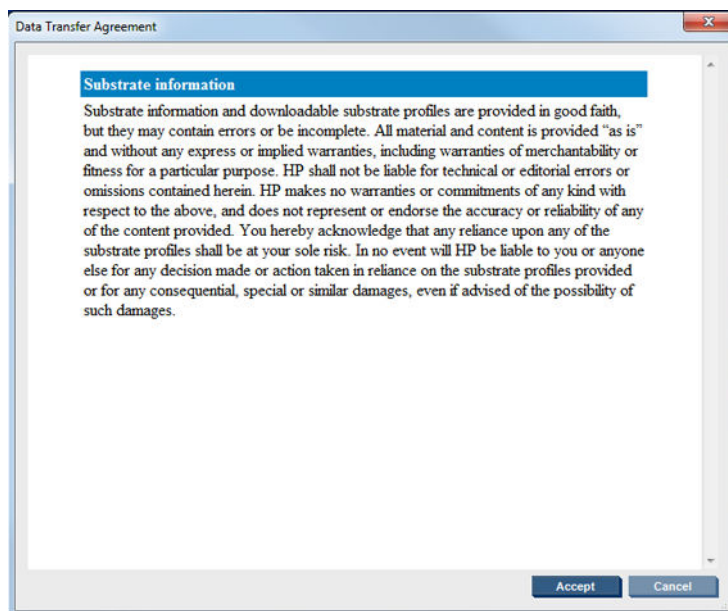 Data Transfer Agreement
Substrate information
Substrate information and downloadable substrate profiles are provided in good faith,
but they may contain errors or be incomplete. All material and content is provided “as is”
and without any express or implied warranties, including warranties of merchantability or
fitness for a particular purpose. HP shall not be liable for technical or editorial errors or
omissions contained herein. HP makes no warranties or commitments of any kind with
respect to the above, and does not represent or endorse the accuracy or reliability of any
of the content provided. You hereby acknowledge that any reliance upon any of the
substrate profiles shall be at your sole risk. In no event will HP be liable to you or anyone
else for any decision made or action taken in reliance on the substrate profiles provided
or for any consequential, special or similar damages, even if advised of the possibility of
such damages.
Accept
Cancel